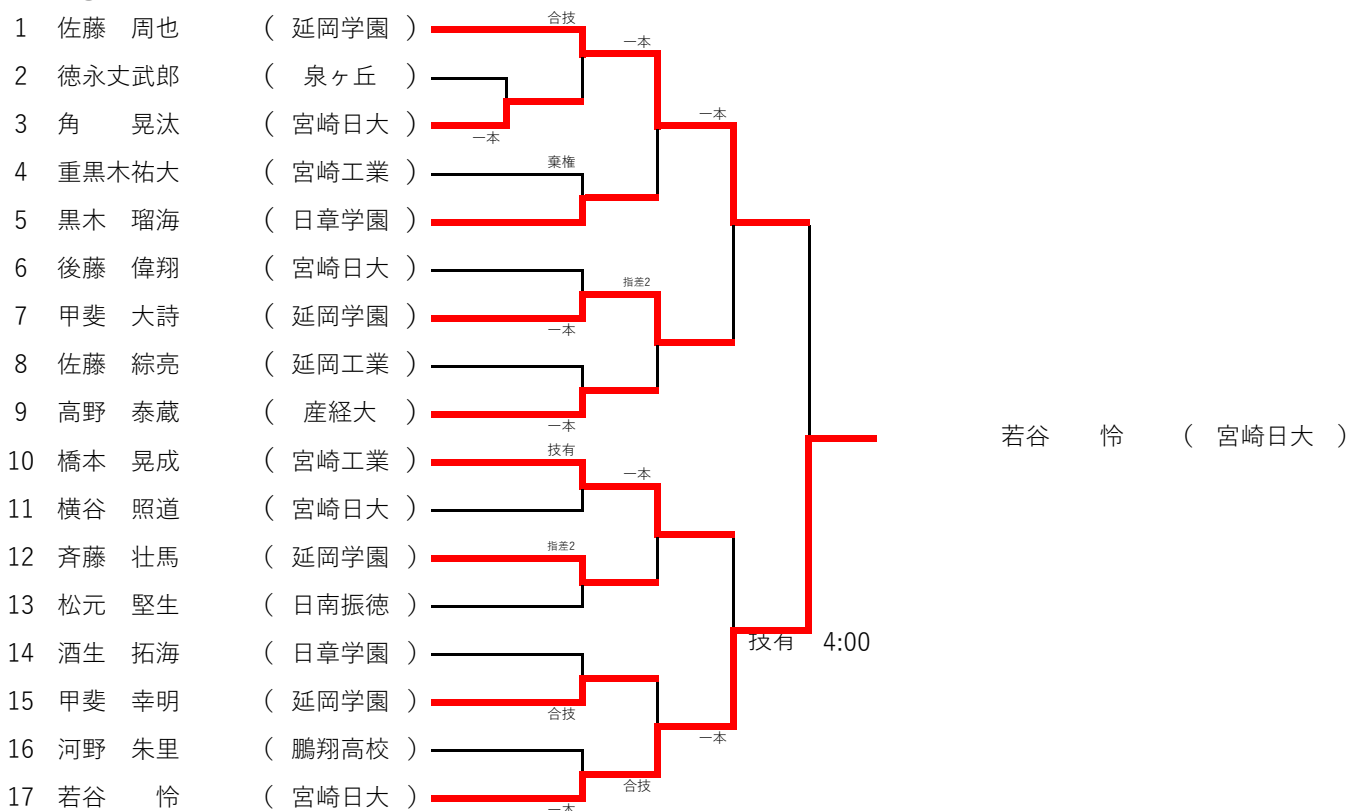 合技
1 佐藤 周也 ( 延岡学園 )
一本
2 徳永丈武郎 ( 泉ヶ丘 )
3 角 晃汰 ( 宮崎日大 )
一本
一本
棄権
4 重黒木祐大 ( 宮崎工業 )
5 黒木 瑠海 ( 日章学園 )
6 後藤 偉翔 ( 宮崎日大 )
指差2
7 甲斐 大詩 ( 延岡学園 )
一本
8 佐藤 綜亮 ( 延岡工業 )
9 高野 泰蔵 ( 産経大 )
一本
若谷 怜 ( 宮崎日大 )
技有
10 橋本 晃成 ( 宮崎工業 )
一本
11 横谷 照道 ( 宮崎日大 )
指差2
12 斉藤 壮馬 ( 延岡学園 )
13 松元 堅生 ( 日南振徳 )
技有 4:00
14 酒生 拓海 ( 日章学園 )
15 甲斐 幸明 ( 延岡学園 )
合技
一本
16 河野 朱里 ( 鵬翔高校 )
合技
17 若谷 怜 ( 宮崎日大 )
一本